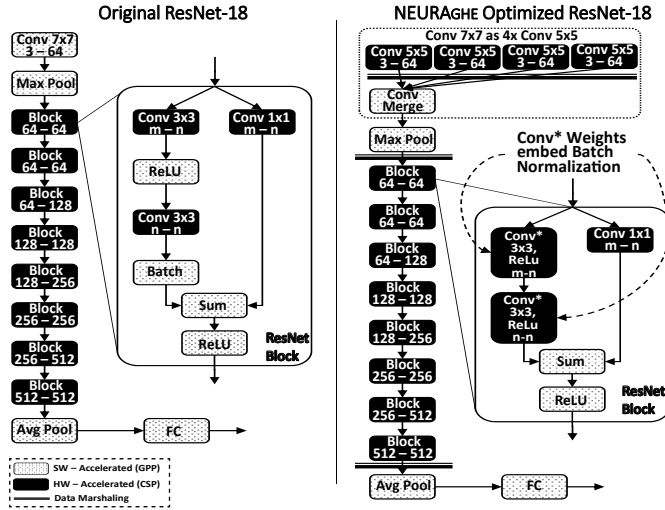 Original ResNet-18
Conv 7x7
3 – 64
Max Pool
Block
64 – 64
Block
64 – 64
Block
64 – 128
Block
128 – 128
Block
128 – 256
Block
256 – 256
Block
256 – 512
Block
512 – 512
Avg Pool
FC
Conv 3x3
m – n
Conv 1x1
m – n
ReLU
Conv 3x3
n – n
Batch
Sum
ReLU
ResNet
Block
SW – Accelerated (GPP)
HW – Accelerated (CSP)
Data Marshaling
NEURAGHE Optimized ResNet-18
Conv 7x7 as 4x Conv 5x5
Conv 5x5
3 – 64
Conv 5x5
3 – 64
Conv 5x5
3 – 64
Conv 5x5
3 – 64
Conv
Merge
Max Pool
Block
64 – 64
Block
64 – 64
Block
64 – 128
Block
128 – 128
Block
128 – 256
Block
256 – 256
Block
256 – 512
Block
512 – 512
Avg Pool
FC
Conv* Weights
embed Batch
Normalization
Conv*
3x3,
ReLu
m-n
Conv 1x1
m – n
Conv*
3x3,
ReLu
n-n
Sum
ReLU
ResNet
Block